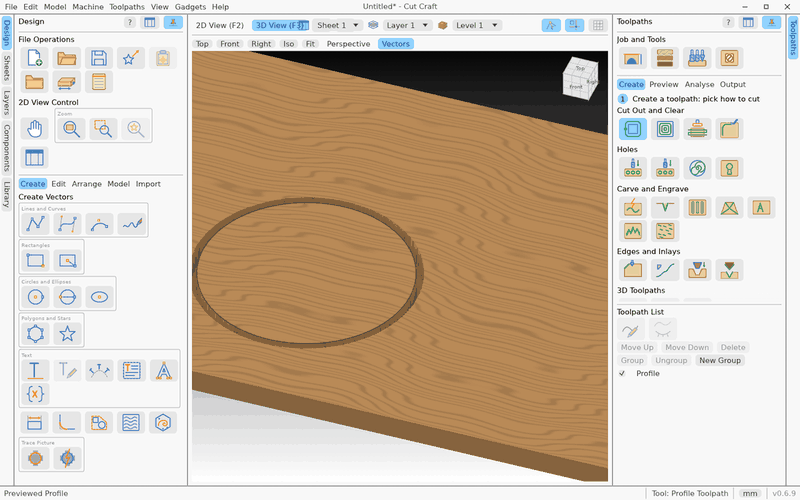 Untitled* - Cut Craft
File Edit Model Machine Toolpaths View Gadgets Help
Design
Sheets
Layers
Components
Library
Design
?
File Operations
2D View Control
Zoom
Create Edit Arrange Model Import
Create Vectors
Lines and Curves
Rectangles
Circles and Ellipses
Polygons and Stars
Text
Trace Picture
2D View (F2) 3D View (F3) Sheet 1 Layer 1 Level 1
Top Front Right Iso Fit Perspective Vectors
Top
Front
Right
Toolpaths
?
Job and Tools
Create Preview Analyse Output
1 Create a toolpath: pick how to cut
Cut Out and Clear
Holes
Carve and Engrave
Edges and Inlays
3D Toolpaths
Toolpath List
Move Up Move Down Delete
Group Ungroup New Group
Profile
Toolpaths
Previewed Profile
Tool: Profile Toolpath mm v0.6.9